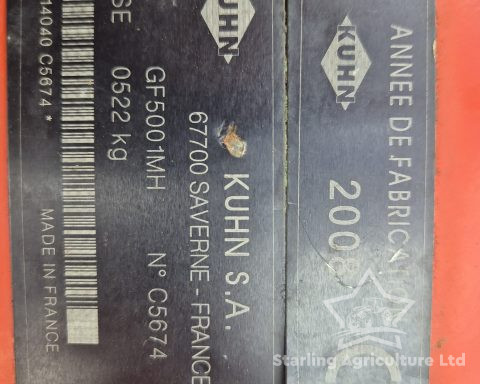 KUHN
ANNEE DE FABRICAT
KUHN
KUHN S.A.
67700 SAVERNE - FRANCE
GF5001MH N° C5674
SE 0522 kg
14040 C5674 *
MADE IN FRANCE
Starling Agriculture Ltd